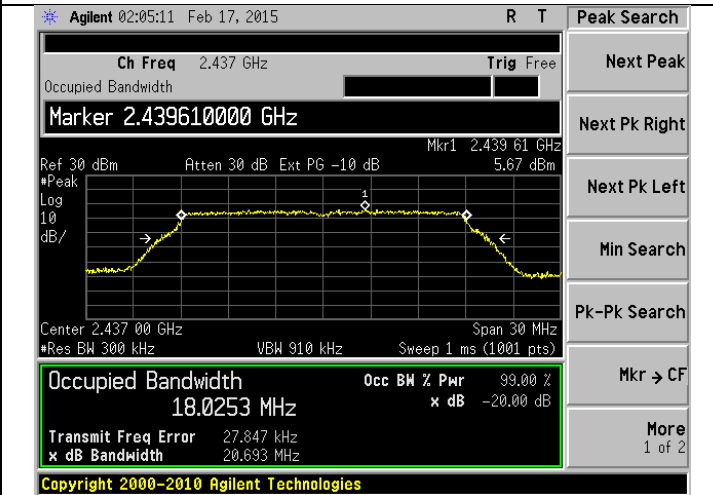 Agilent 02:05:11 Feb 17, 2015 R T
Peak Search
Ch Freq 2.437 GHz Trig Free
Occupied Bandwidth
Marker 2.439610000 GHz
Mkr1 2.439 61 GHz
Ref 30 dBm Atten 30 dB Ext PG -10 dB 5.67 dBm
#Peak
Log
10
dB/
1
Center 2.437 00 GHz Span 30 MHz
#Res BW 300 kHz VBW 910 kHz Sweep 1 ms (1001 pts)
Occupied Bandwidth Occ BW % Pwr 99.00 %
18.0253 MHz x dB -20.00 dB
Transmit Freq Error 27.847 kHz
x dB Bandwidth 20.693 MHz
Copyright 2000-2010 Agilent Technologies
Next Peak
Next Pk Right
Next Pk Left
Min Search
Pk-Pk Search
Mkr → CF
More
1 of 2